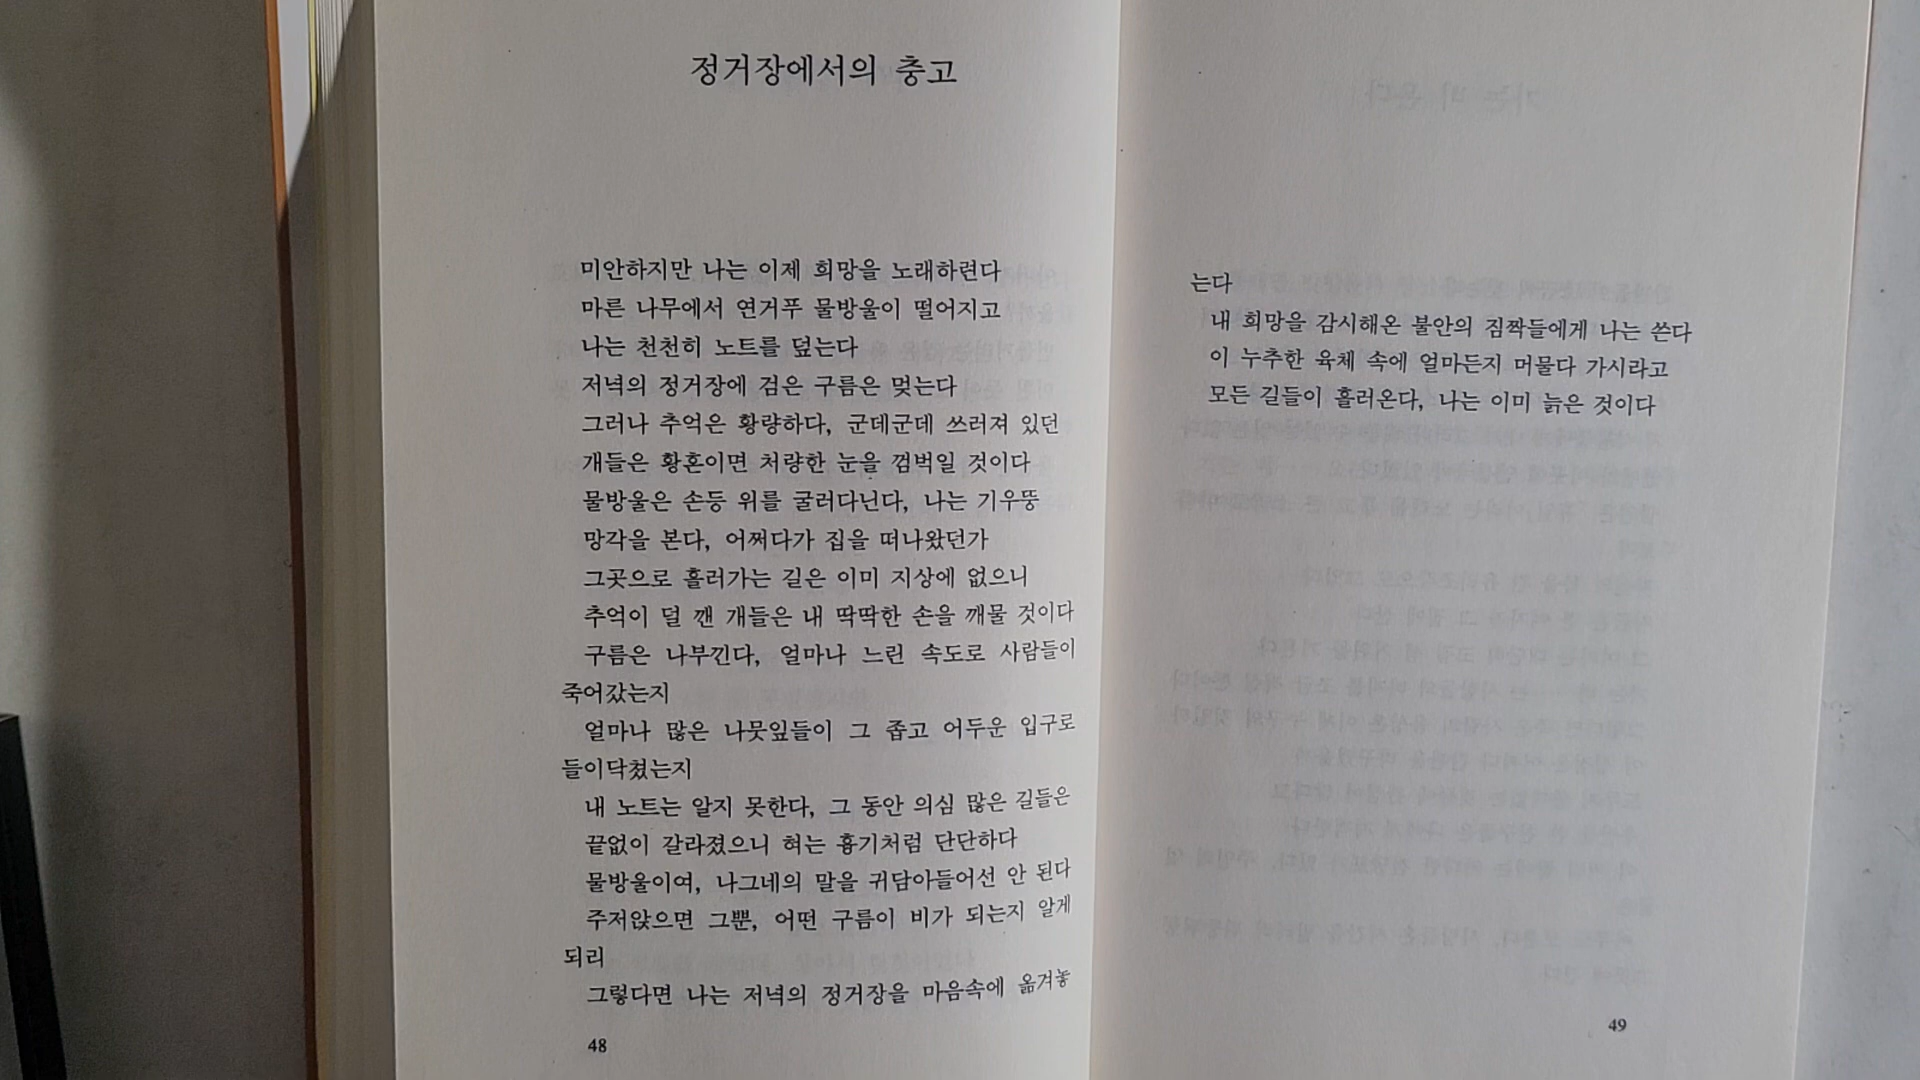 정거장에서의 충고
미안하지만 나는 이제 희망을 노래하련다
마른 나무에서 연거푸 물방울이 떨어지고
나는 천천히 노트를 덮는다
저녁의 정거장에 검은 구름은 멎는다
그러나 추억은 황량하다, 군데군데 쓰러져 있던
개들은 황혼이면 처량한 눈을 껌벅일 것이다
물방울은 손등 위를 굴러다닌다, 나는 기우뚱
망각을 본다, 어쩌다가 집을 떠나왔던가
그곳으로 흘러가는 길은 이미 지상에 없으니
추억이 덜 깬 개들은 내 딱딱한 손을 깨물 것이다
구름은 나부낀다, 얼마나 느린 속도로 사람들이
죽어갔는지
얼마나 많은 나뭇잎들이 그 좁고 어두운 입구로
들이닥쳤는지
내 노트는 알지 못한다, 그 동안 의심 많은 길들은
끝없이 갈라졌으니 혀는 흉기처럼 단단하다
물방울이여, 나그네의 말을 귀담아들어선 안 된다
주저앉으면 그뿐, 어떤 구름이 비가 되는지 알게
되리
그렇다면 나는 저녁의 정거장을 마음속에 옮겨놓
48
는다
내 희망을 감시해온 불안의 짐짝들에게 나는 쓴다
이 누추한 육체 속에 얼마든지 머물다 가시라고
모든 길들이 흘러온다, 나는 이미 늙은 것이다
49